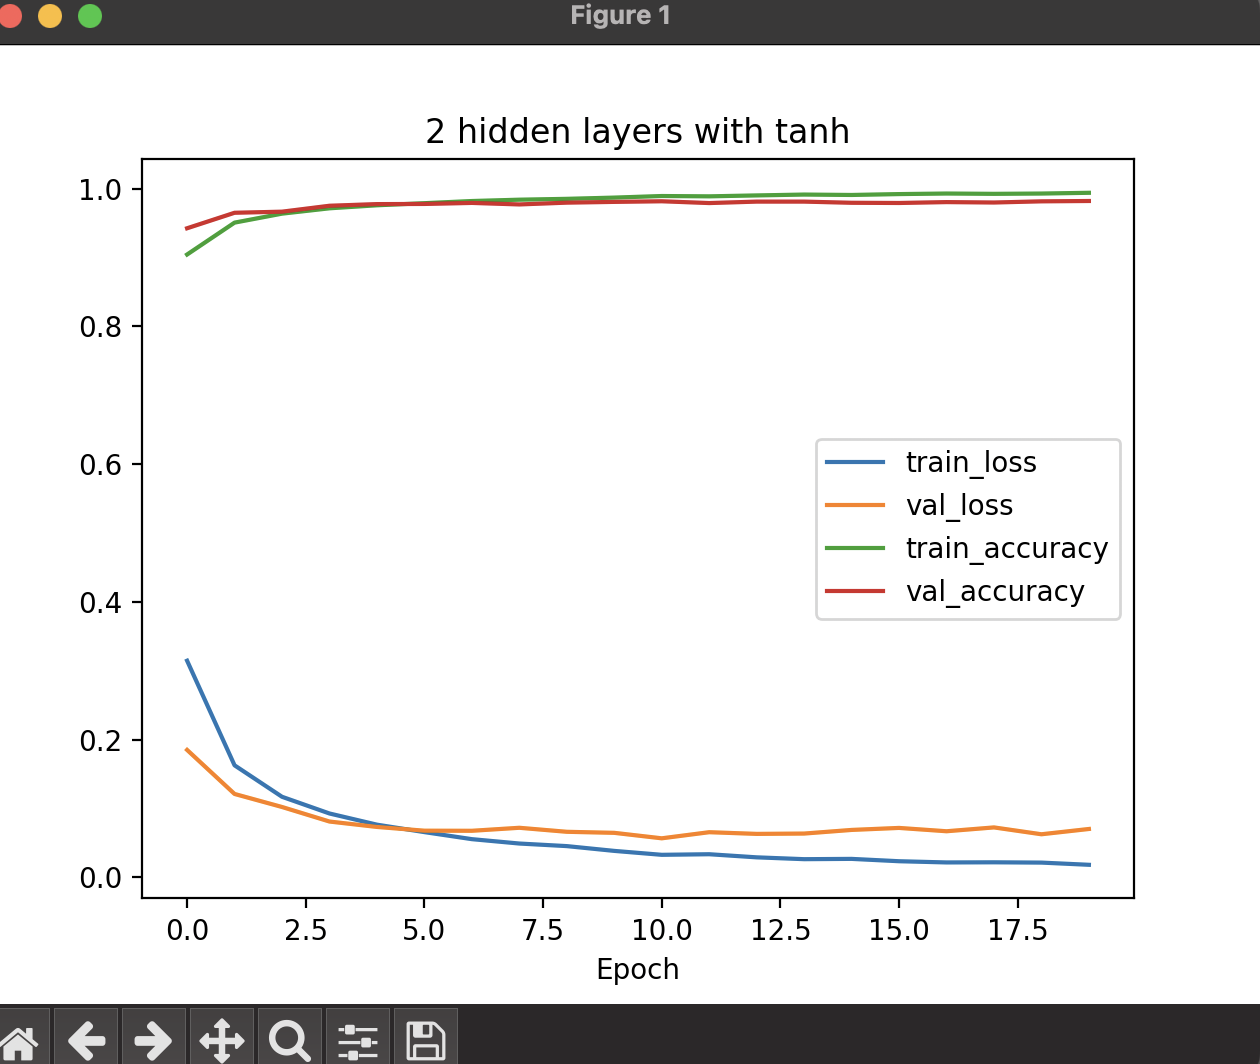 Figure 1
2 hidden layers with tanh
1.0
0.8
0.6
0.4
0.2
0.0
train_loss
val_loss
train_accuracy
val_accuracy
0.0 2.5 5.0 7.5 10.0 12.5 15.0 17.5
Epoch